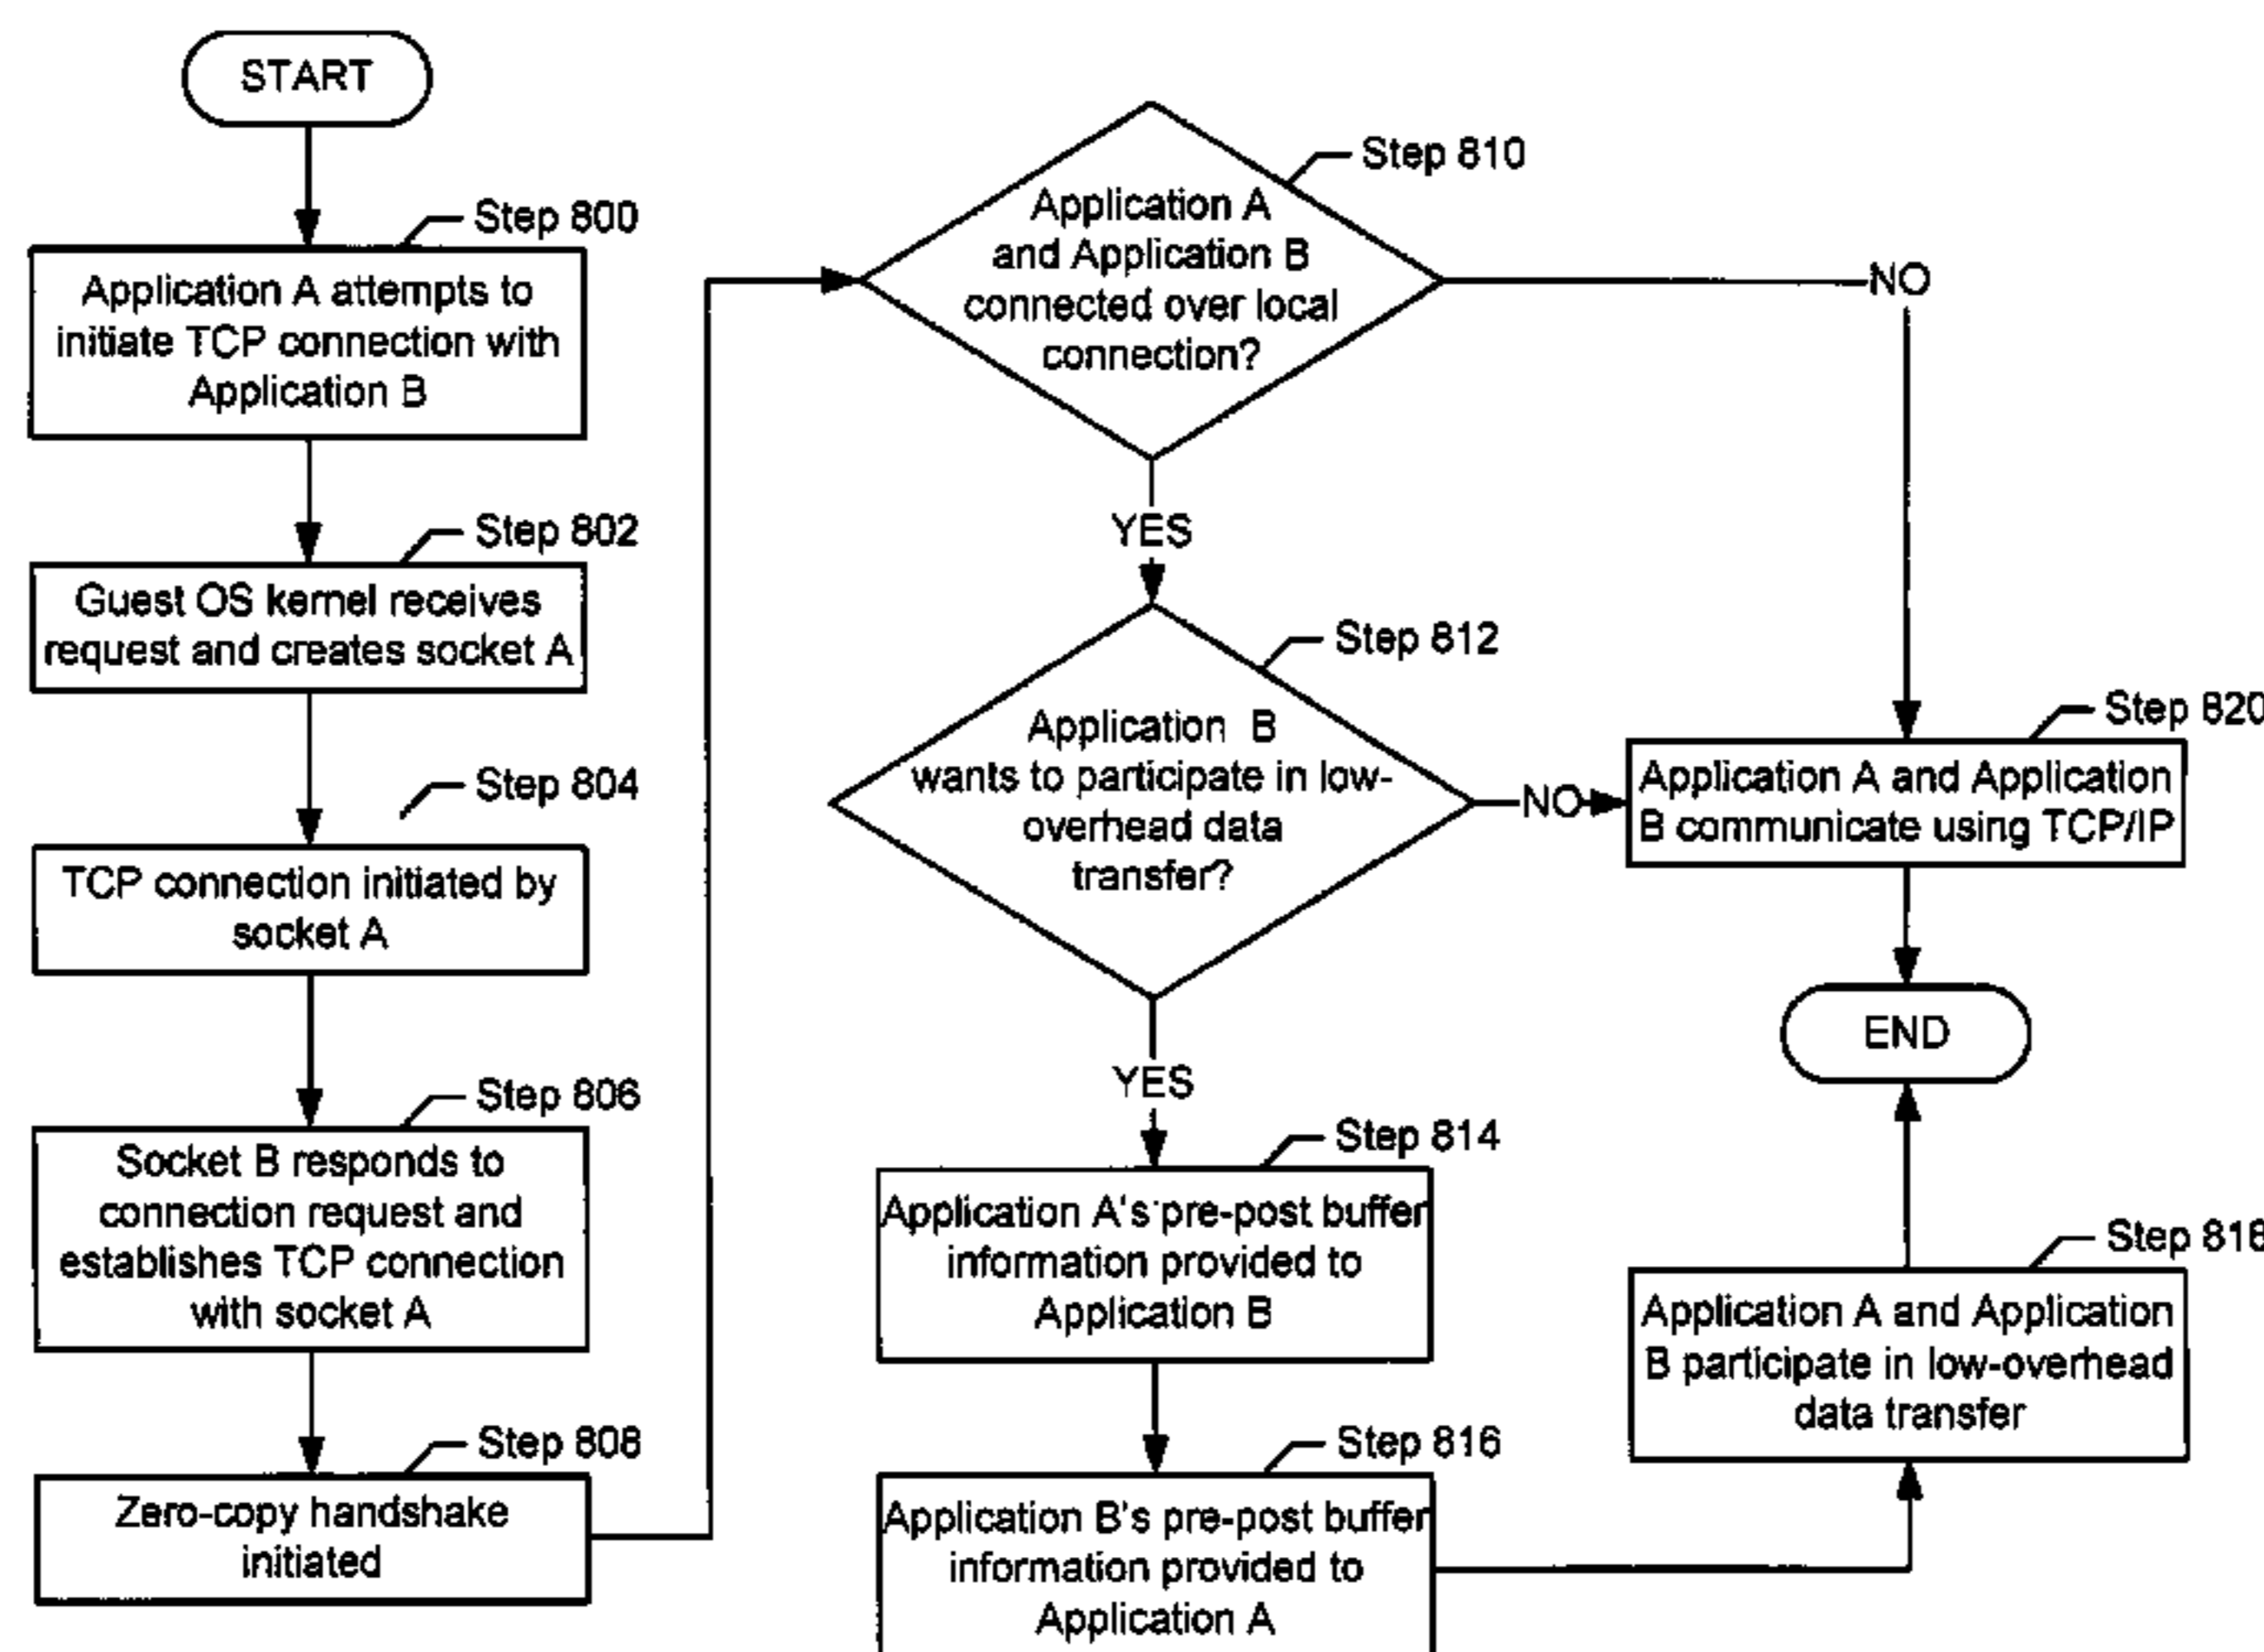 START
Step 800
Application A attempts to
initiate TCP connection with
Application B
Step 802
Guest OS kernel receives
request and creates socket A
Step 804
TCP connection initiated by
socket A
Step 806
Socket B responds to
connection request and
establishes TCP connection
with socket A
Step 808
Zero-copy handshake
initiated
Step 810
Application A
and Application B
connected over local
connection?
NO
YES
Step 812
Application B
wants to participate in low-
overhead data
transfer?
NO
YES
Step 814
Application A's pre-post buffer
information provided to
Application B
Step 816
Application B's pre-post buffer
information provided to
Application A
Step 818
Application A and Application
B participate in low-overhead
data transfer
Step 820
Application A and Application
B communicate using TCP/IP
END